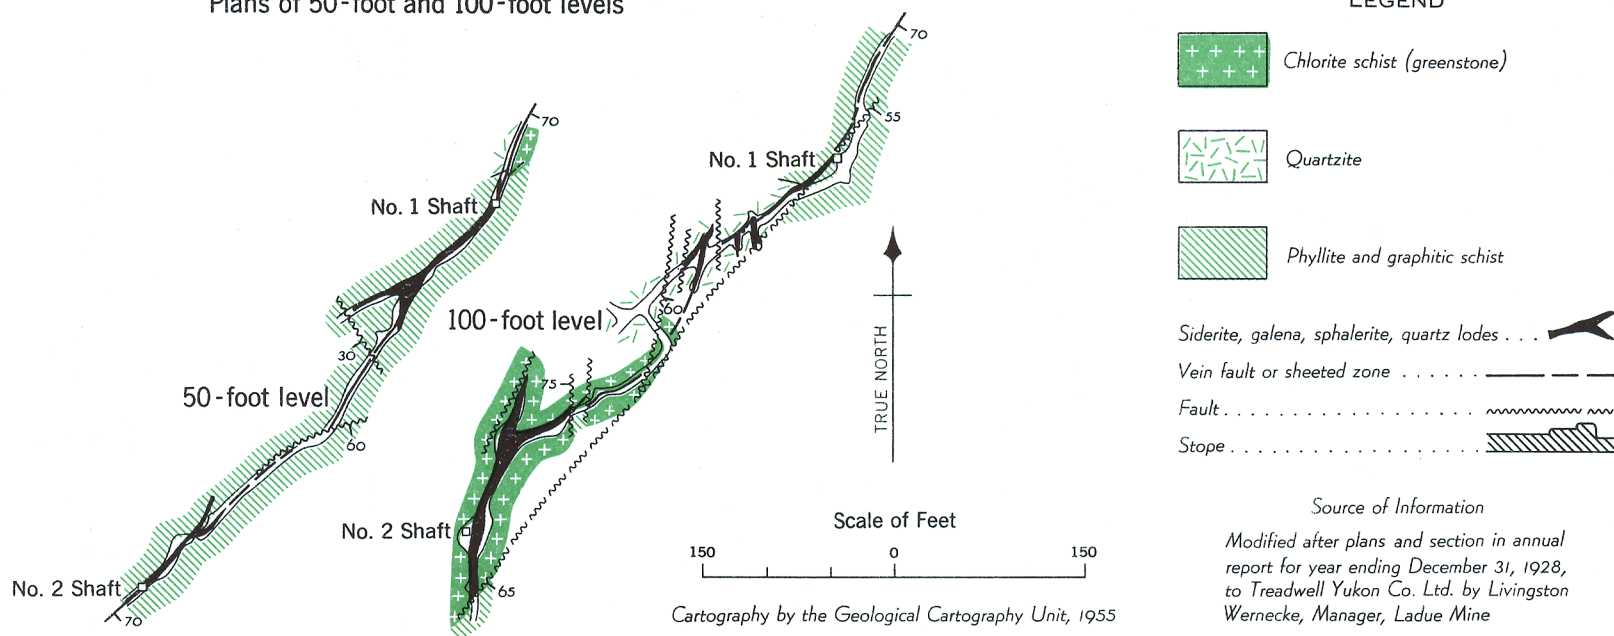 Plans of 50-foot and 100-foot levels
LEGEND
70
Chlorite schist (greenstone)
55
70
No. 1 Shaft
Quartzite
No. 1 Shaft
Phyllite and graphitic schist
60
100-foot level
Siderite, galena, sphalerite, quartz lodes . . .
30
TRUE NORTH
Vein fault or sheeted zone . . . . . .
75
50-foot level
Fault . . . . . . . . . . . . . . . . .
60
Stope . . . . . . . . . . . . . . . . .
Source of Information
No. 2 Shaft
Scale of Feet
Modified after plans and section in annual
150 0 150
report for year ending December 31, 1928,
No. 2 Shaft
65
to Treadwell Yukon Co. Ltd. by Livingston
Wernecke, Manager, Ladue Mine
70
Cartography by the Geological Cartography Unit, 1955